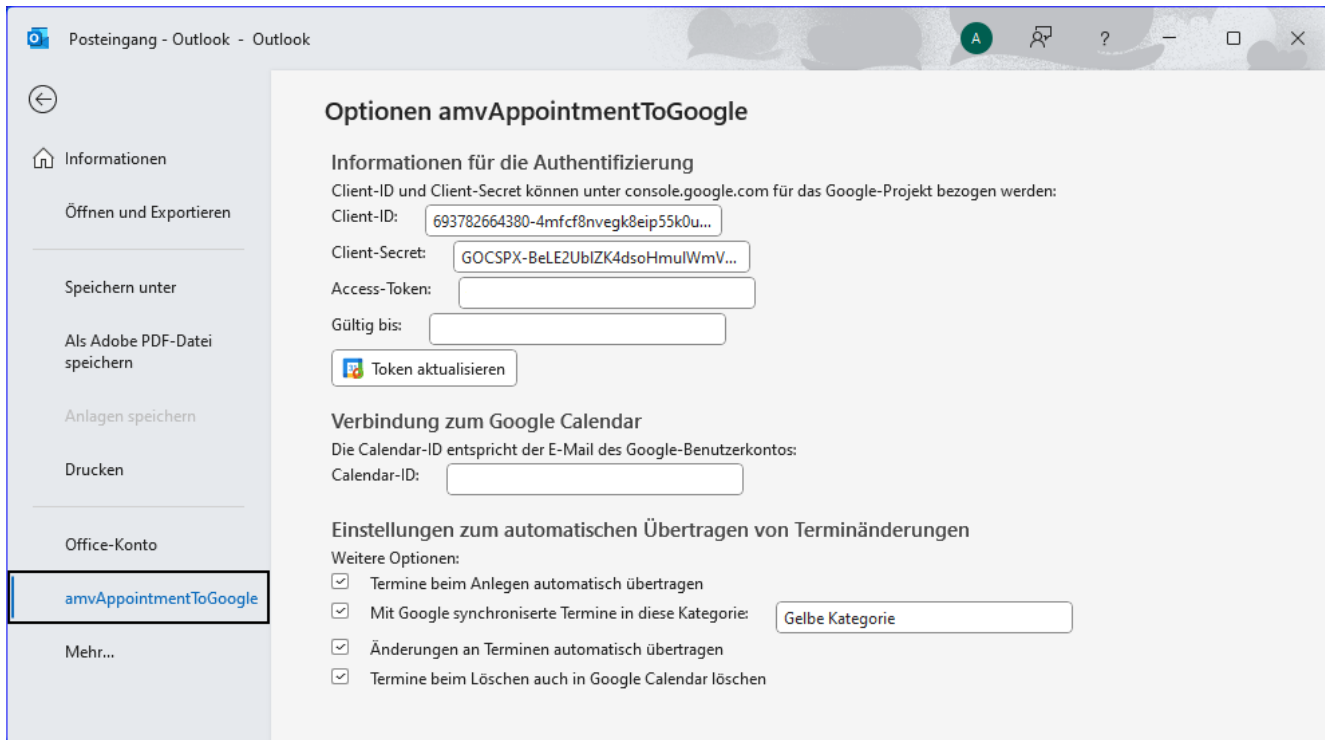 Posteingang - Outlook - Outlook
A
?
Informationen
Öffnen und Exportieren
Speichern unter
Als Adobe PDF-Datei
speichern
Anlagen speichern
Drucken
Office-Konto
amvAppointmentToGoogle
Mehr...
Optionen amvAppointmentToGoogle
Informationen für die Authentifizierung
Client-ID und Client-Secret können unter console.google.com für das Google-Projekt bezogen werden:
Client-ID: 693782664380-4mfcf8nvegk8eip55k0u...
Client-Secret: GOCSPX-BeLE2UbIZK4dsoHmuIWmV...
Access-Token:
Gültig bis:
Token aktualisieren
Verbindung zum Google Calendar
Die Calendar-ID entspricht der E-Mail des Google-Benutzerkontos:
Calendar-ID:
Einstellungen zum automatischen Übertragen von Terminänderungen
Weitere Optionen:
Termine beim Anlegen automatisch übertragen
Mit Google synchronisierte Termine in diese Kategorie: Gelbe Kategorie
Änderungen an Terminen automatisch übertragen
Termine beim Löschen auch in Google Calendar löschen